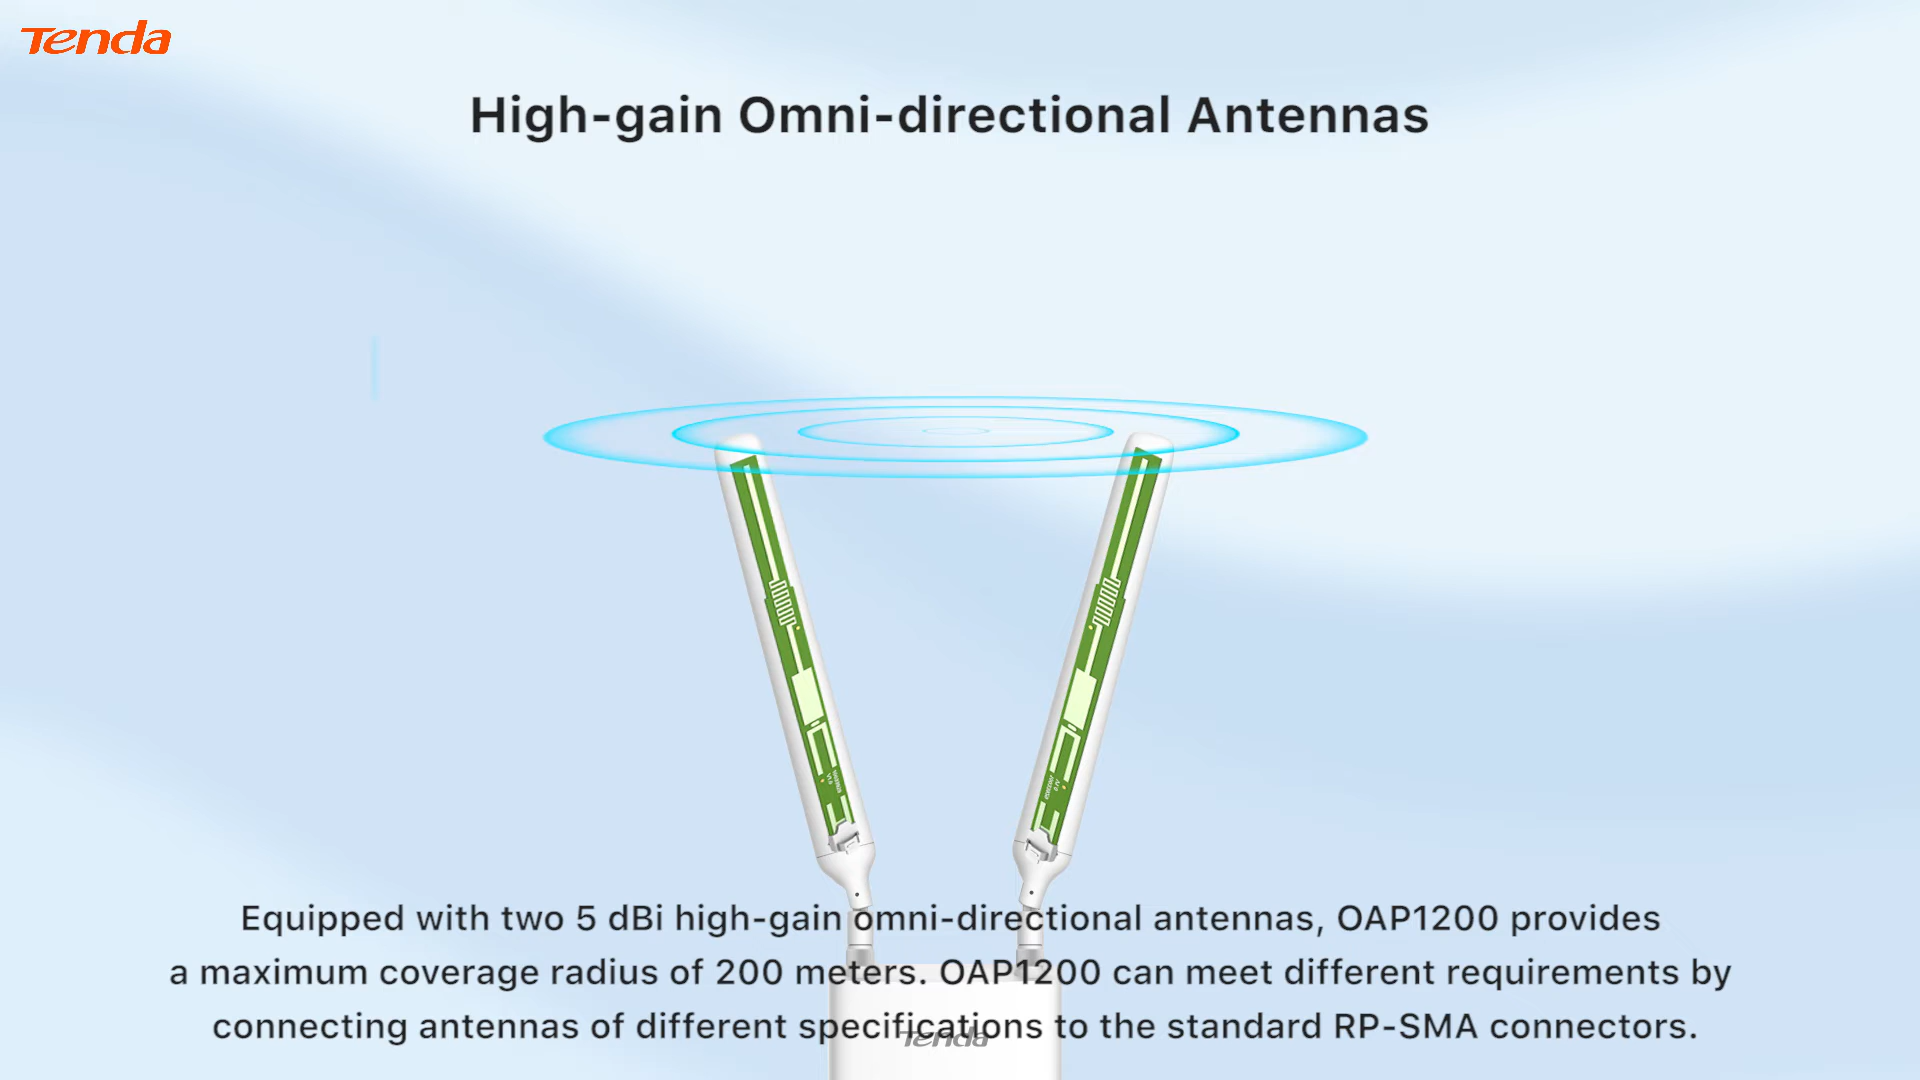 Tenda
High-gain Omni-directional Antennas
Equipped with two 5 dBi high-gain omni-directional antennas, OAP1200 provides
a maximum coverage radius of 200 meters. OAP1200 can meet different requirements by
connecting antennas of different specifications to the standard RP-SMA connectors.
Tenda